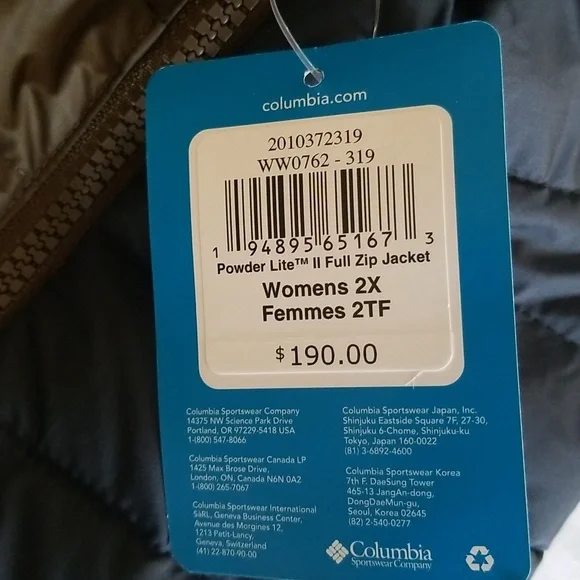 columbia.com
2010372319
WW0762 - 319
1 94895 65167 3
Powder Lite™ II Full Zip Jacket
Womens 2X
Femmes 2TF
$190.00
Columbia Sportswear Company
14375 NW Science Park Drive
Portland, OR 97229-5418 USA
1-(800) 547-8066
Columbia Sportswear Canada LP
1425 Max Brose Drive,
London, ON, Canada N6N 0A2
1-(800) 265-7067
Columbia Sportswear International
SàRL, Geneva Business Center,
Avenue des Morgines 12,
1213 Petit-Lancy,
Geneva, Switzerland
(41) 22-870-90-00
Columbia Sportswear Japan, Inc.
Shinjuku Eastside Square 7F, 27-30,
Shinjuku 6-Chome, Shinjuku-ku
Tokyo, Japan 160-0022
(81) 3-6892-4600
Columbia Sportswear Korea
7th F. DaeSung Tower
465-13 JangAn-dong,
DongDaeMun-gu,
Seoul, Korea 02645
(82) 2-540-0277
Columbia
Sportswear Company